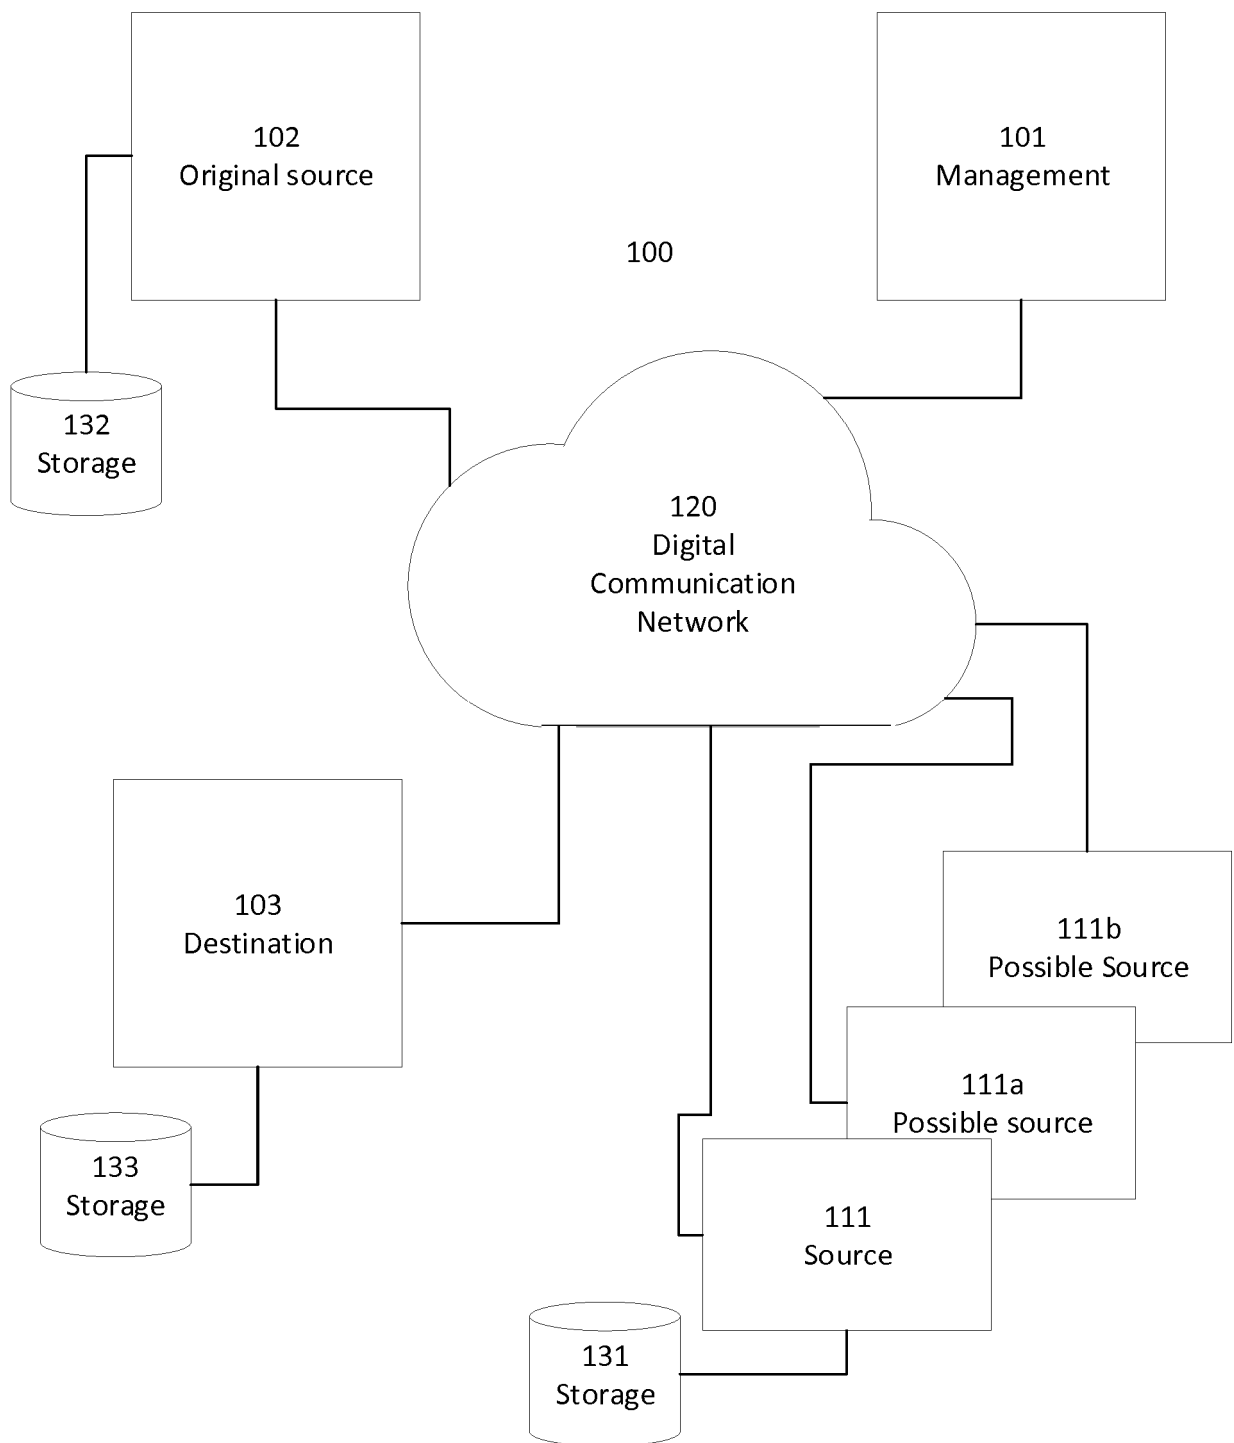 102
Original source
101
Management
100
132
Storage
120
Digital
Communication
Network
103
Destination
111b
Possible Source
111a
Possible source
133
Storage
111
Source
131
Storage